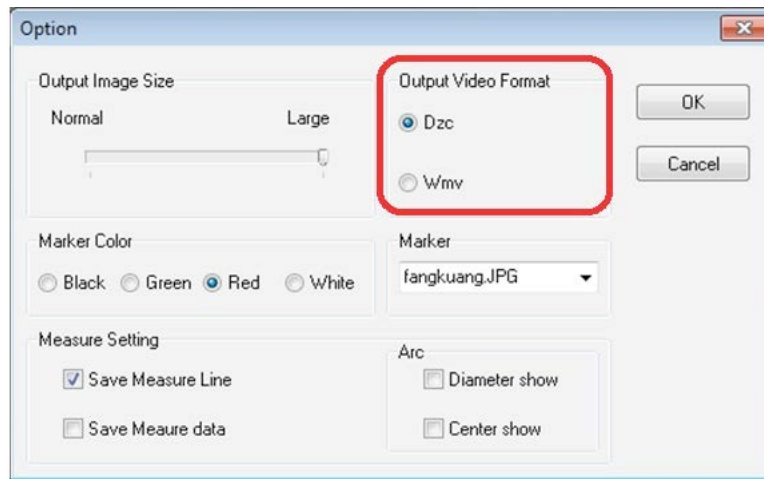 Option
Output Image Size
Normal Large
Output Video Format
Dzc
Wmv
OK
Cancel
Marker Color
Black Green Red White
Marker
fangkuang.JPG
Measure Setting
Save Measure Line
Save Meaure data
Arc
Diameter show
Center show